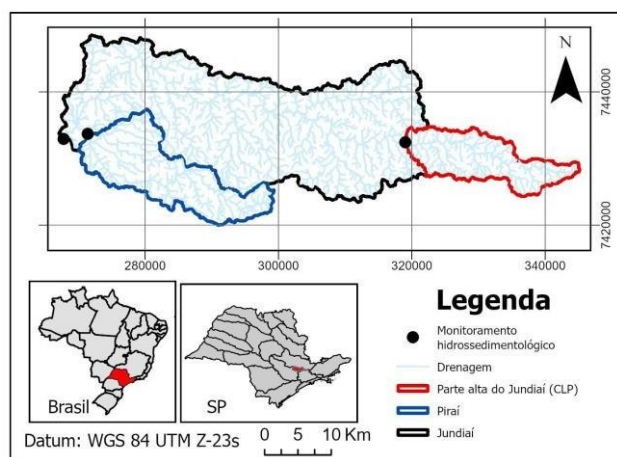 N
7440000
7420000
280000
300000
320000
340000
Brasil
SP
Datum: WGS 84 UTM Z-23s
0 5 10 Km
Legenda
Monitoramento
hidrossedimentológico
Drenagem
Parte alta do Jundiaí (CLP)
Piraí
Jundiaí